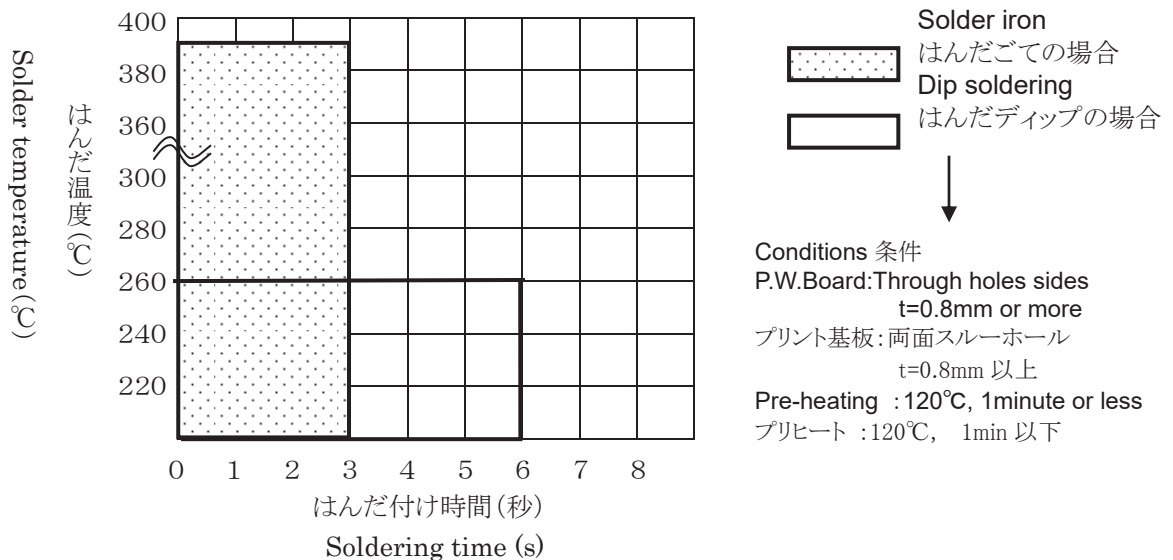 Solder temperature(℃)
はんだ温度(℃)
400
380
360
300
280
260
240
220
0 1 2 3 4 5 6 7 8
はんだ付け時間(秒)
Soldering time (s)
Solder iron
はんだごての場合
Dip soldering
はんだディップの場合
Conditions 条件
P.W.Board:Through holes sides
t=0.8mm or more
プリント基板:両面スルーホール
t=0.8mm 以上
Pre-heating :120℃, 1minute or less
プリヒート :120℃, 1min 以下